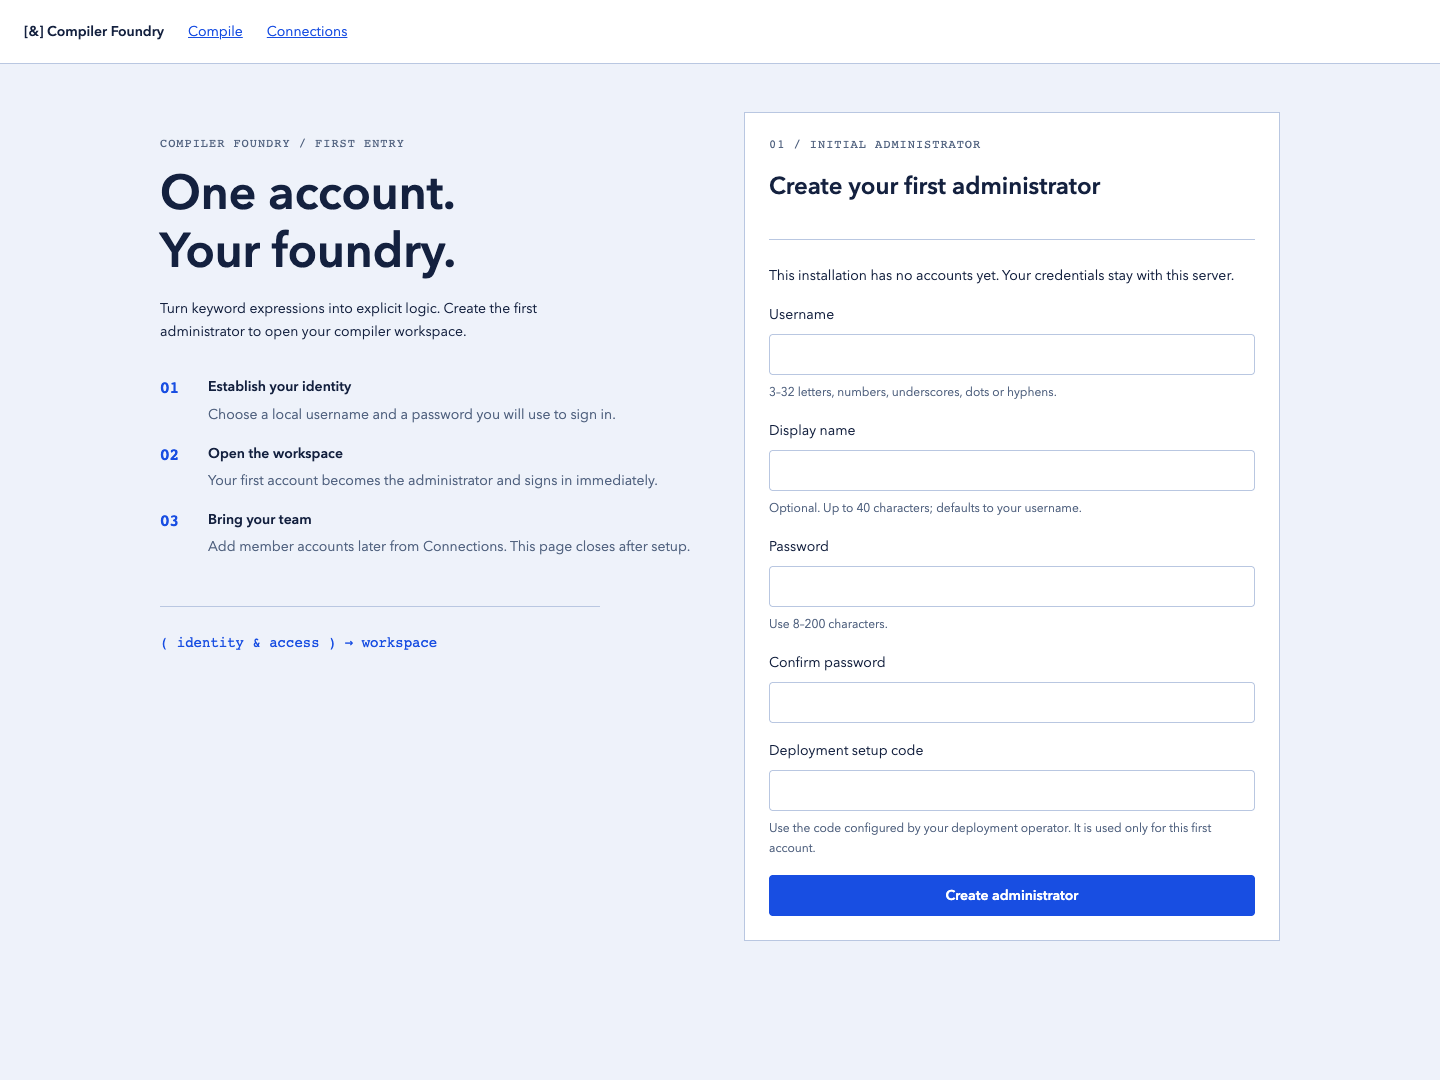 [&] Compiler Foundry Compile Connections
COMPILER FOUNDRY / FIRST ENTRY
One account.
Your foundry.
Turn keyword expressions into explicit logic. Create the first
administrator to open your compiler workspace.
01 Establish your identity
Choose a local username and a password you will use to sign in.
02 Open the workspace
Your first account becomes the administrator and signs in immediately.
03 Bring your team
Add member accounts later from Connections. This page closes after setup.
( identity & access ) → workspace
01 / INITIAL ADMINISTRATOR
Create your first administrator
This installation has no accounts yet. Your credentials stay with this server.
Username
3–32 letters, numbers, underscores, dots or hyphens.
Display name
Optional. Up to 40 characters; defaults to your username.
Password
Use 8–200 characters.
Confirm password
Deployment setup code
Use the code configured by your deployment operator. It is used only for this first
account.
Create administrator